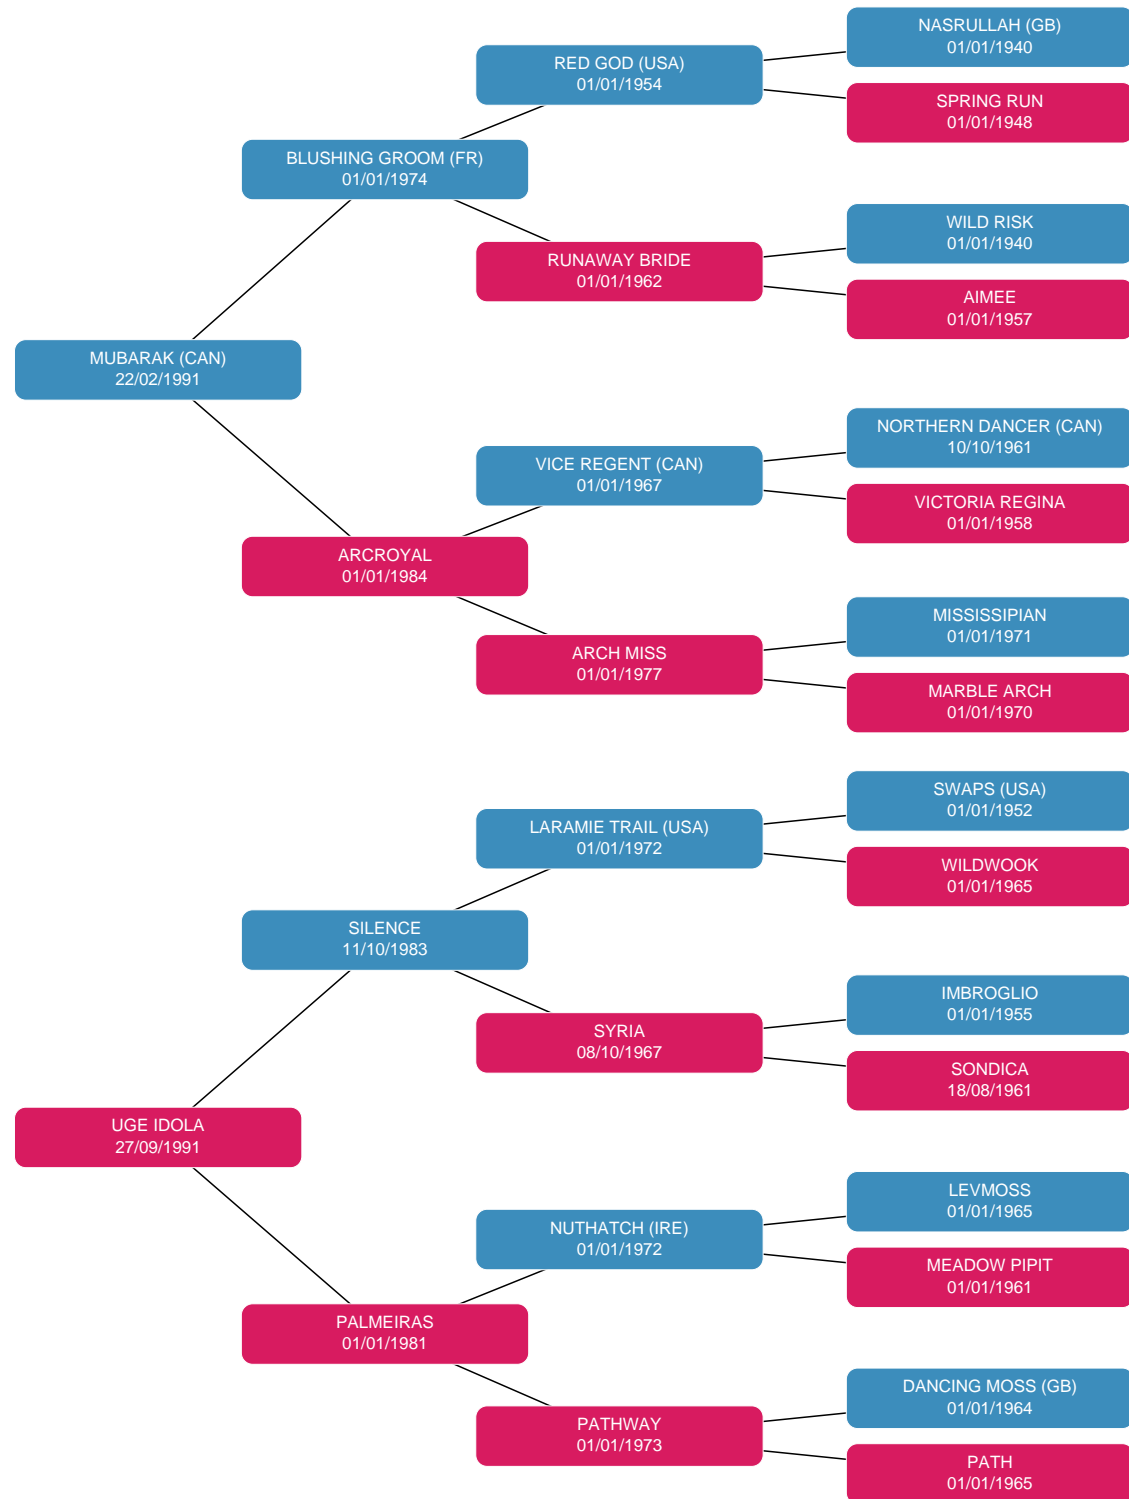 NASRULLAH (GB)
01/01/1940
RED GOD (USA)
01/01/1954
SPRING RUN
01/01/1948
BLUSHING GROOM (FR)
01/01/1974
WILD RISK
01/01/1940
RUNAWAY BRIDE
01/01/1962
AIMEE
01/01/1957
MUBARAK (CAN)
22/02/1991
NORTHERN DANCER (CAN)
10/10/1961
VICE REGENT (CAN)
01/01/1967
VICTORIA REGINA
01/01/1958
ARCROYAL
01/01/1984
MISSISSIPIAN
01/01/1971
ARCH MISS
01/01/1977
MARBLE ARCH
01/01/1970
SWAPS (USA)
01/01/1952
LARAMIE TRAIL (USA)
01/01/1972
WILDWOOK
01/01/1965
SILENCE
11/10/1983
IMBROGLIO
01/01/1955
SYRIA
08/10/1967
SONDICA
18/08/1961
UGE IDOLA
27/09/1991
LEVMOSS
01/01/1965
NUTHATCH (IRE)
01/01/1972
MEADOW PIPIT
01/01/1961
PALMEIRAS
01/01/1981
DANCING MOSS (GB)
01/01/1964
PATHWAY
01/01/1973
PATH
01/01/1965